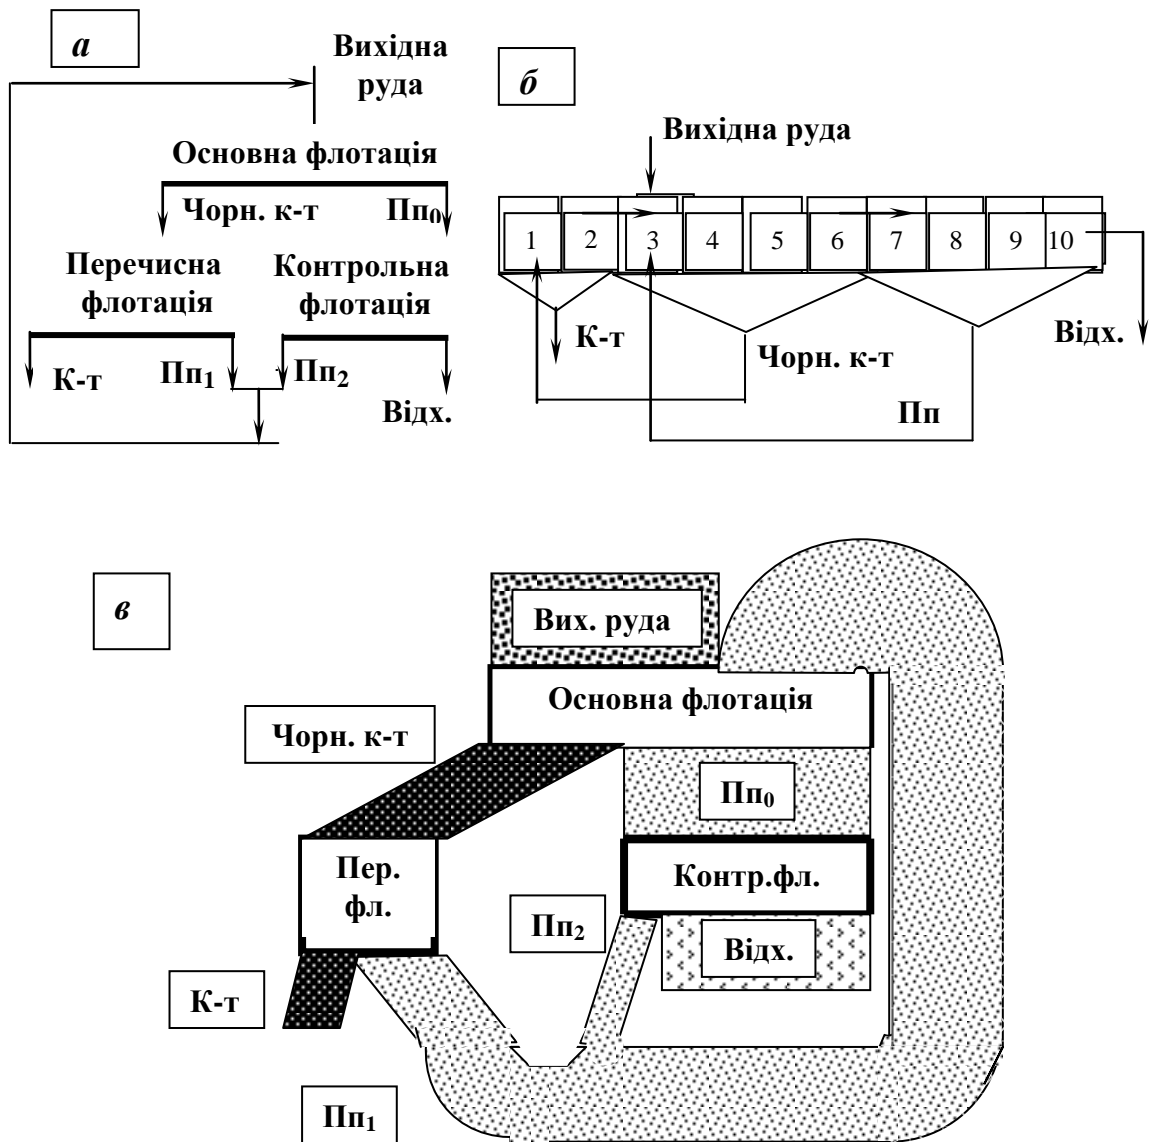 а
Вихідна
руда
Основна флотація
Чорн. к-т
Пп0
Перечисна
флотація
Контрольна
флотація
К-т
Пп1
Пп2
Відх.
б
Вихідна руда
1 2 3 4 5 6 7 8 9 10
К-т
Чорн. к-т
Пп
Відх.
в
Вих. руда
Основна флотація
Чорн. к-т
Пп0
Пер.
фл.
Контр.фл.
Пп2
Відх.
К-т
Пп1